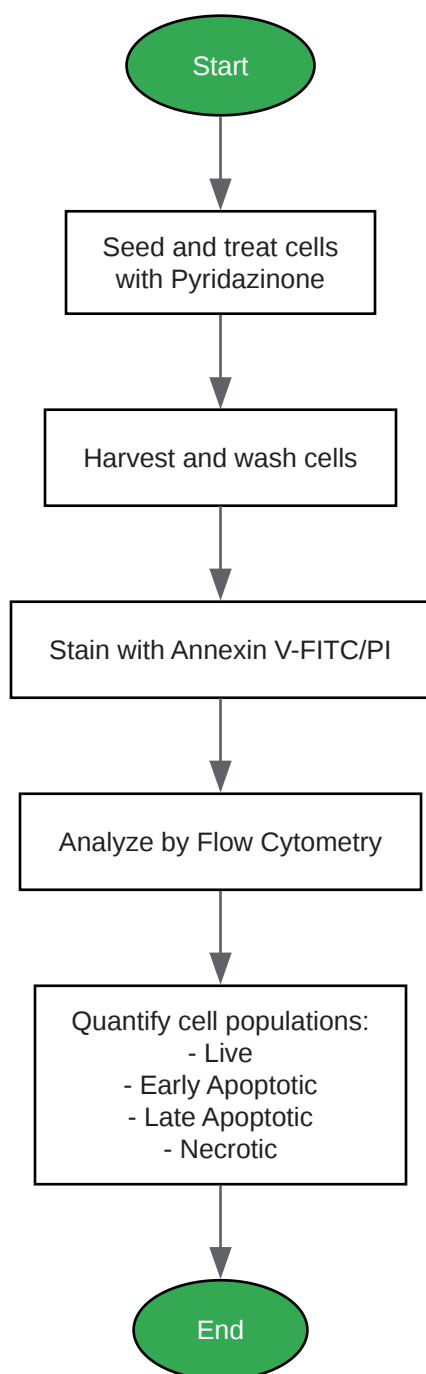 Start
Seed and treat cells
with Pyridazinone
Harvest and wash cells
Stain with Annexin V-FITC/PI
Analyze by Flow Cytometry
Quantify cell populations:
- Live
- Early Apoptotic
- Late Apoptotic
- Necrotic
End